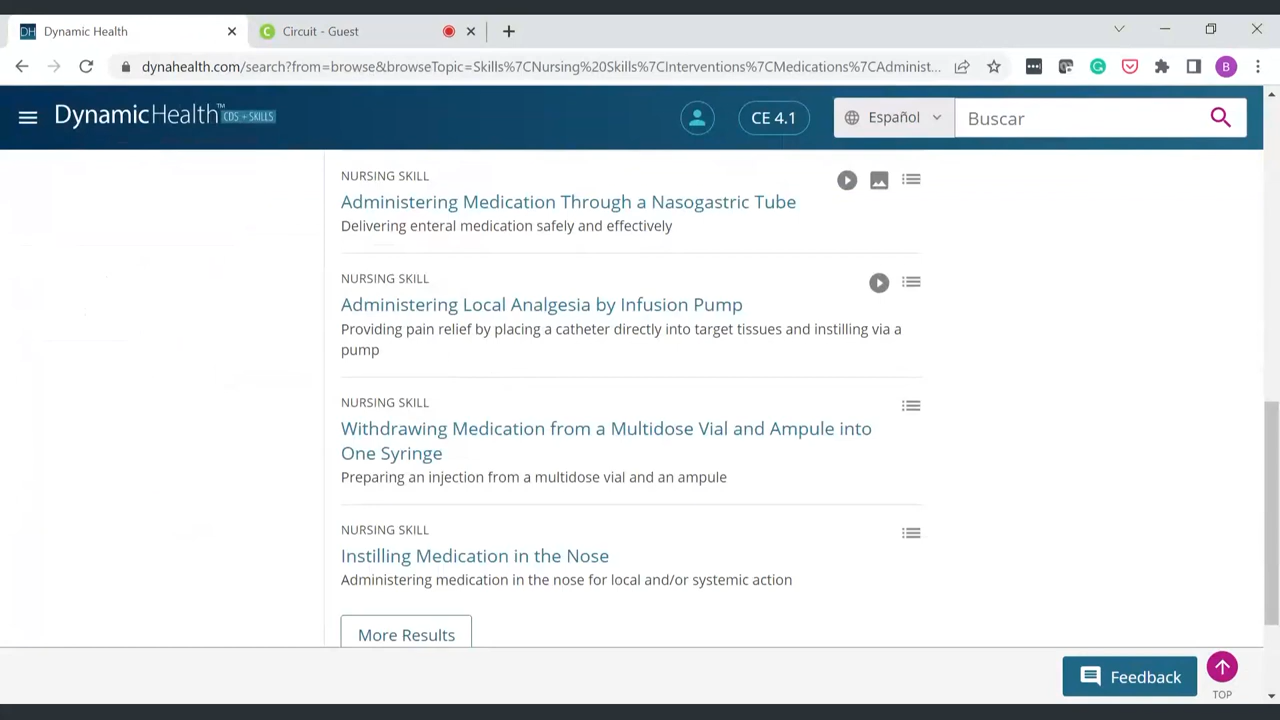 Dynamic Health
Circuit - Guest
dynahealth.com/search?from=browse&browseTopic=Skills%7CNursing%20Skills%7CInterventions%7CMedications%7CAdminist...
B
DynamicHealth™ CDS + SKILLS
CE 4.1
Español
Buscar
NURSING SKILL
Administering Medication Through a Nasogastric Tube
Delivering enteral medication safely and effectively
NURSING SKILL
Administering Local Analgesia by Infusion Pump
Providing pain relief by placing a catheter directly into target tissues and instilling via a
pump
NURSING SKILL
Withdrawing Medication from a Multidose Vial and Ampule into
One Syringe
Preparing an injection from a multidose vial and an ampule
NURSING SKILL
Instilling Medication in the Nose
Administering medication in the nose for local and/or systemic action
More Results
Feedback
TOP